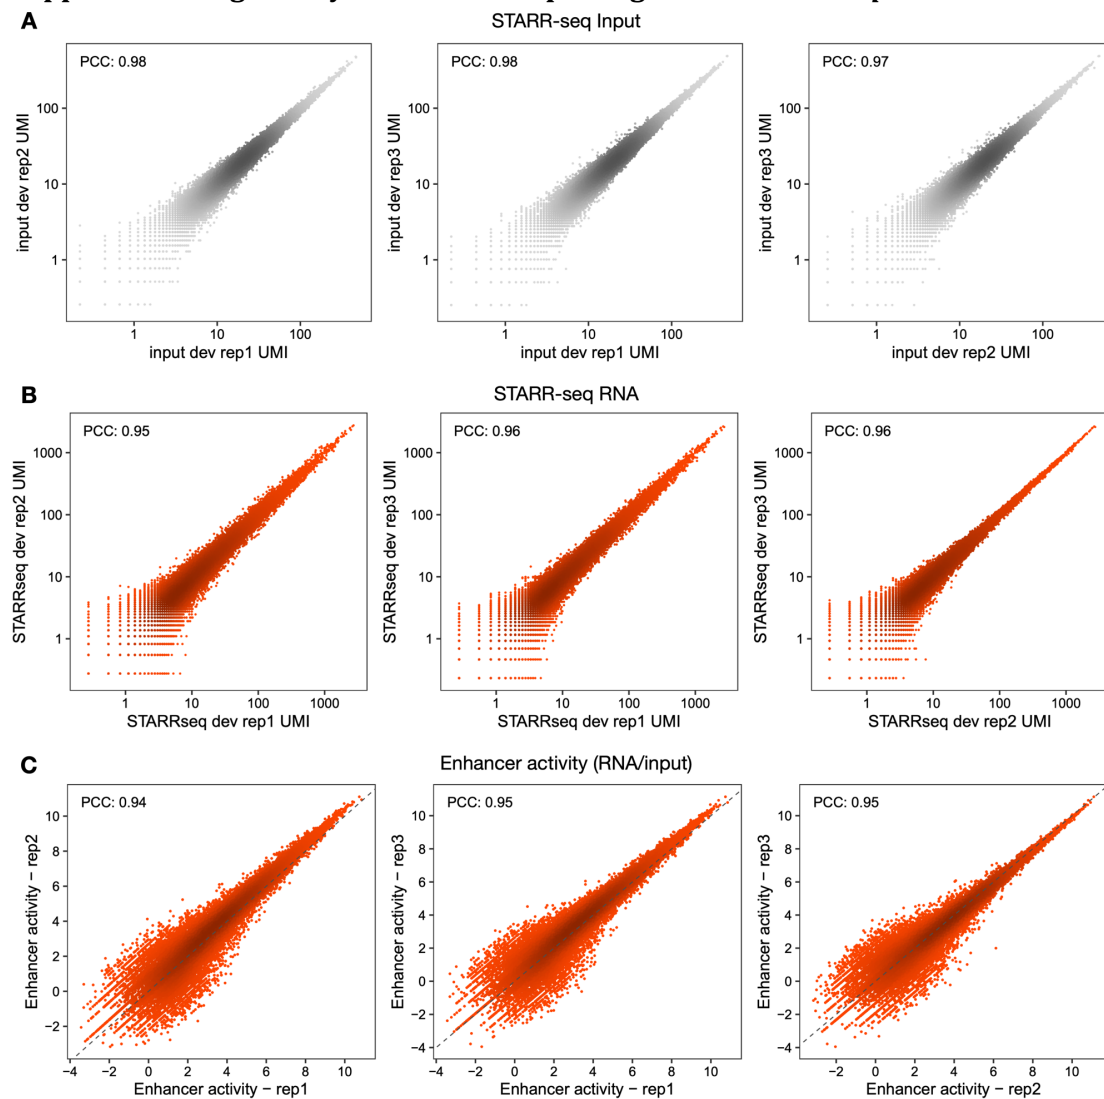 A
STARR-seq Input
PCC: 0.98
100
10
1
input dev rep2 UMI
1
10
100
input dev rep1 UMI
PCC: 0.98
100
10
1
input dev rep3 UMI
1
10
100
input dev rep1 UMI
PCC: 0.97
100
10
1
input dev rep3 UMI
1
10
100
input dev rep2 UMI
B
STARR-seq RNA
PCC: 0.95
1000
100
10
1
STARRseq dev rep2 UMI
1
10
100
1000
STARRseq dev rep1 UMI
PCC: 0.96
1000
100
10
1
STARRseq dev rep3 UMI
1
10
100
1000
STARRseq dev rep1 UMI
PCC: 0.96
1000
100
10
1
STARRseq dev rep3 UMI
1
10
100
1000
STARRseq dev rep2 UMI
C
Enhancer activity (RNA/input)
PCC: 0.94
10
8
6
4
2
0
−2
Enhancer activity − rep2
−4
−2
0
2
4
6
8
10
Enhancer activity − rep1
PCC: 0.95
10
8
6
4
2
0
−2
−4
Enhancer activity − rep3
−4
−2
0
2
4
6
8
10
Enhancer activity − rep1
PCC: 0.95
10
8
6
4
2
0
−2
−4
Enhancer activity − rep3
−2
0
2
4
6
8
10
Enhancer activity − rep2